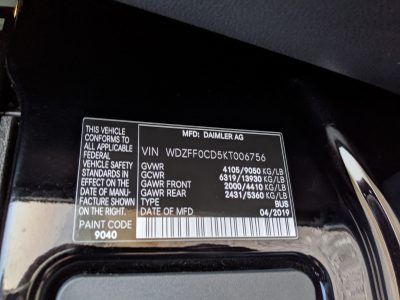 MFD: DAIMLER AG
THIS VEHICLE
CONFORMS TO
ALL APPLICABLE
FEDERAL
VEHICLE SAFETY
STANDARDS IN
EFFECT ON THE
DATE OF MANU-
FACTURE SHOWN
ON THE RIGHT.
PAINT CODE
9040
VIN WDZFF0CD5KT006756
GVWR 4105/9050 KG/LB
GCWR 6319/13930 KG/LB
GAWR FRONT 2000/4410 KG/LB
GAWR REAR 2431/5360 KG/LB
TYPE BUS
DATE OF MFD 04/2019